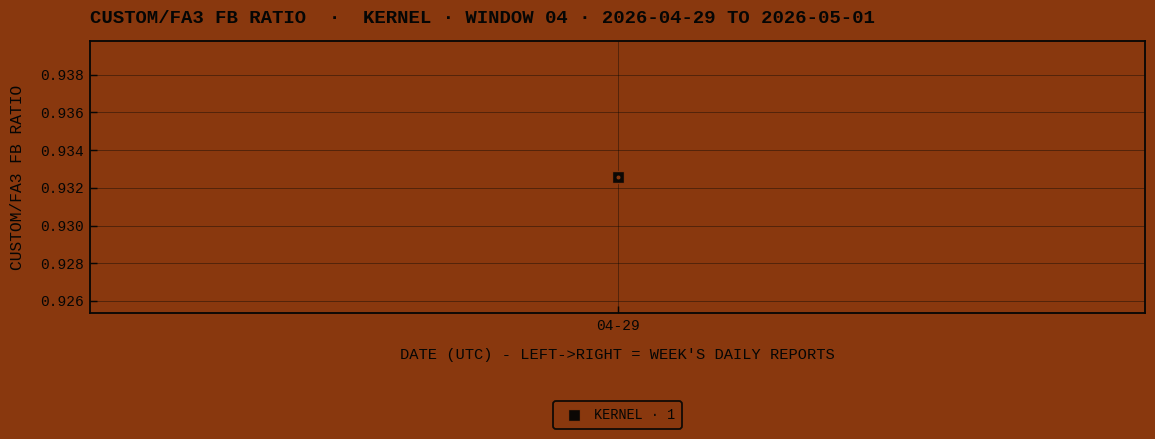 CUSTOM/FA3 FB RATIO · KERNEL · WINDOW 04 · 2026-04-29 TO 2026-05-01
CUSTOM/FA3 FB RATIO
0.938
0.936
0.934
0.932
0.930
0.928
0.926
04-29
DATE (UTC) - LEFT->RIGHT = WEEK'S DAILY REPORTS
KERNEL · 1